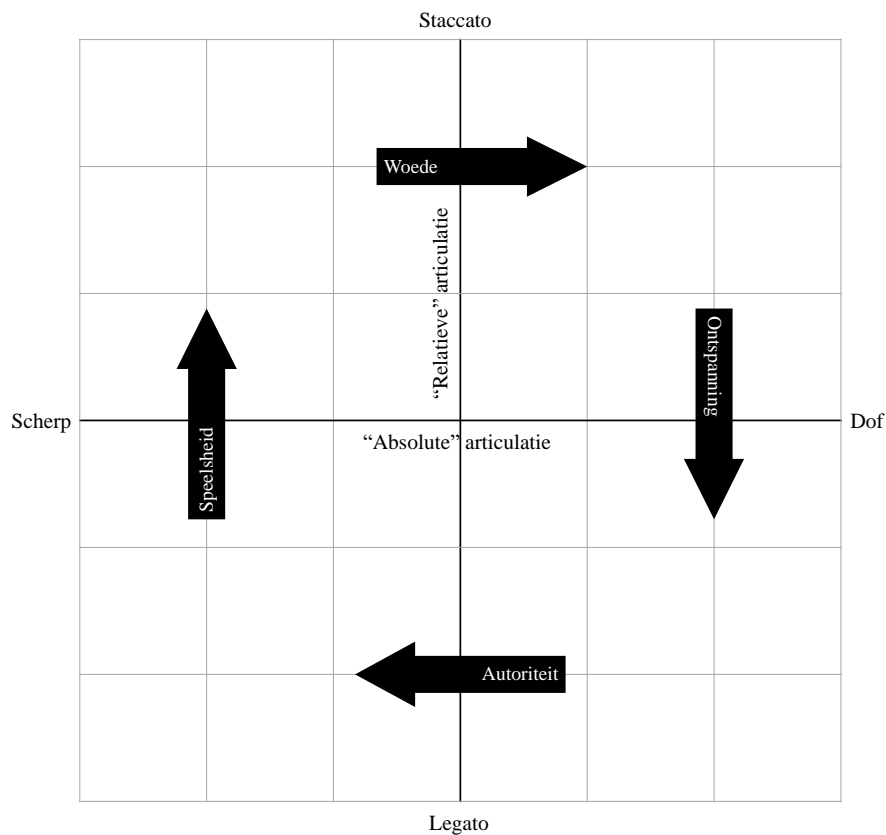 Staccato
Woede
“Relatieve” articulatie
Ontspanning
Scherp
Dof
“Absolute” articulatie
Speelsheid
Autoriteit
Legato